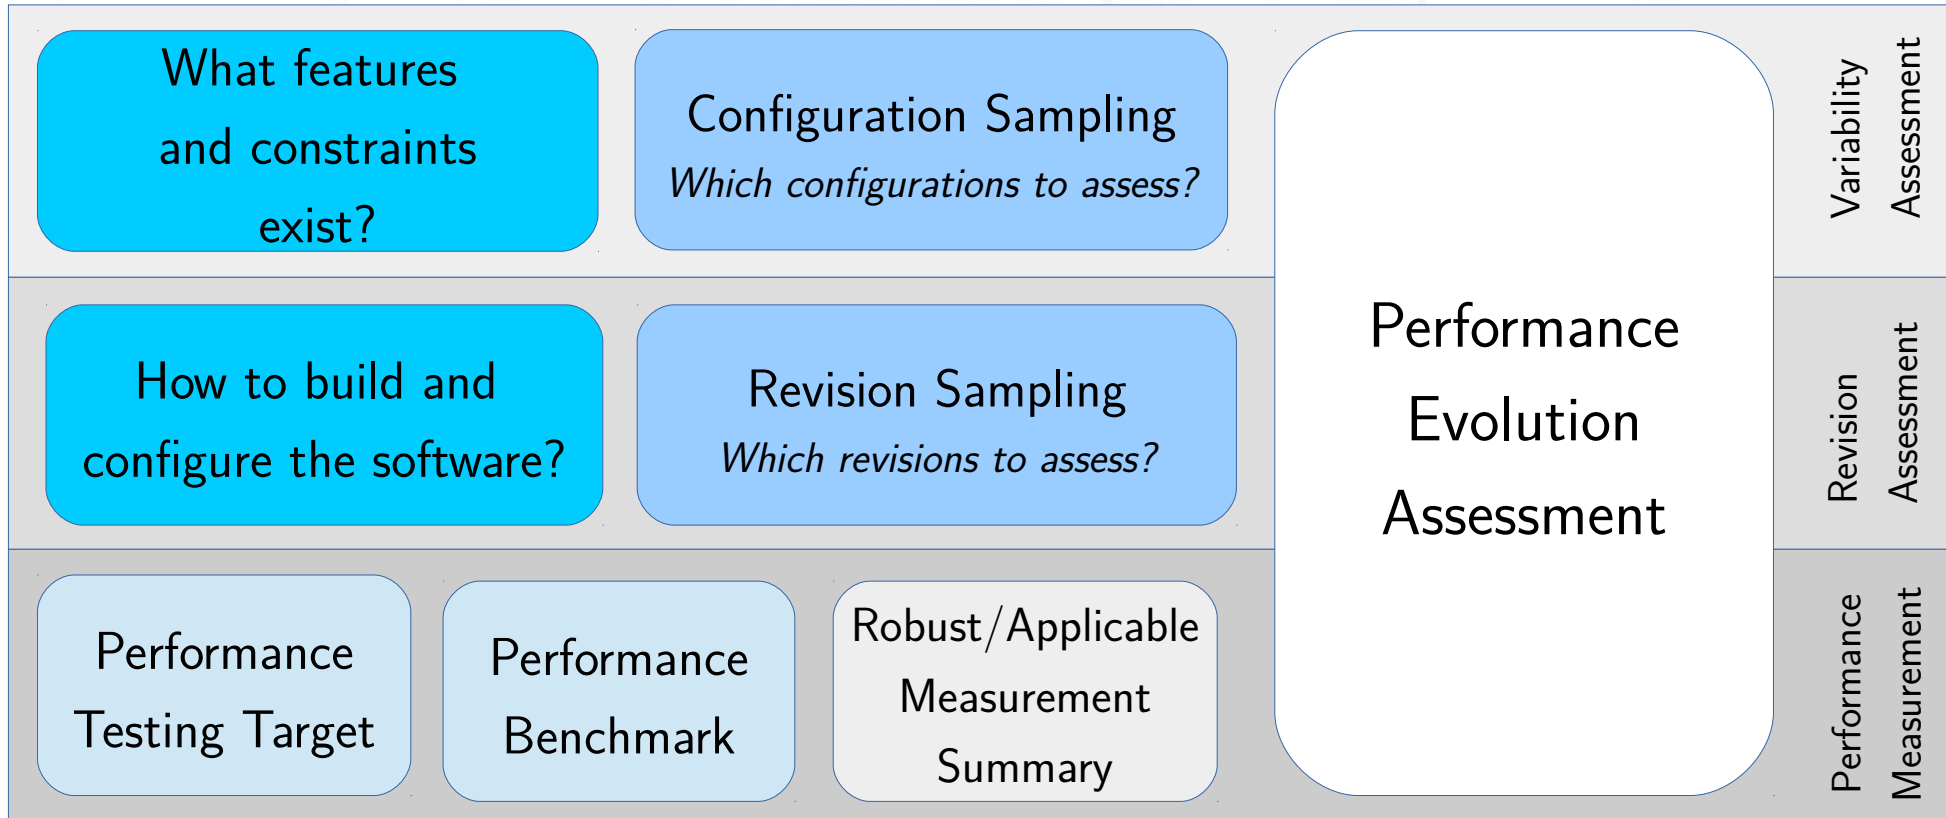 What features
and constraints
exist?
Configuration Sampling
Which configurations to assess?
Variability
Assessment
How to build and
configure the software?
Revision Sampling
Which revisions to assess?
Performance
Evolution
Assessment
Revision
Assessment
Performance
Testing Target
Performance
Benchmark
Robust/Applicable
Measurement
Summary
Performance
Measurement